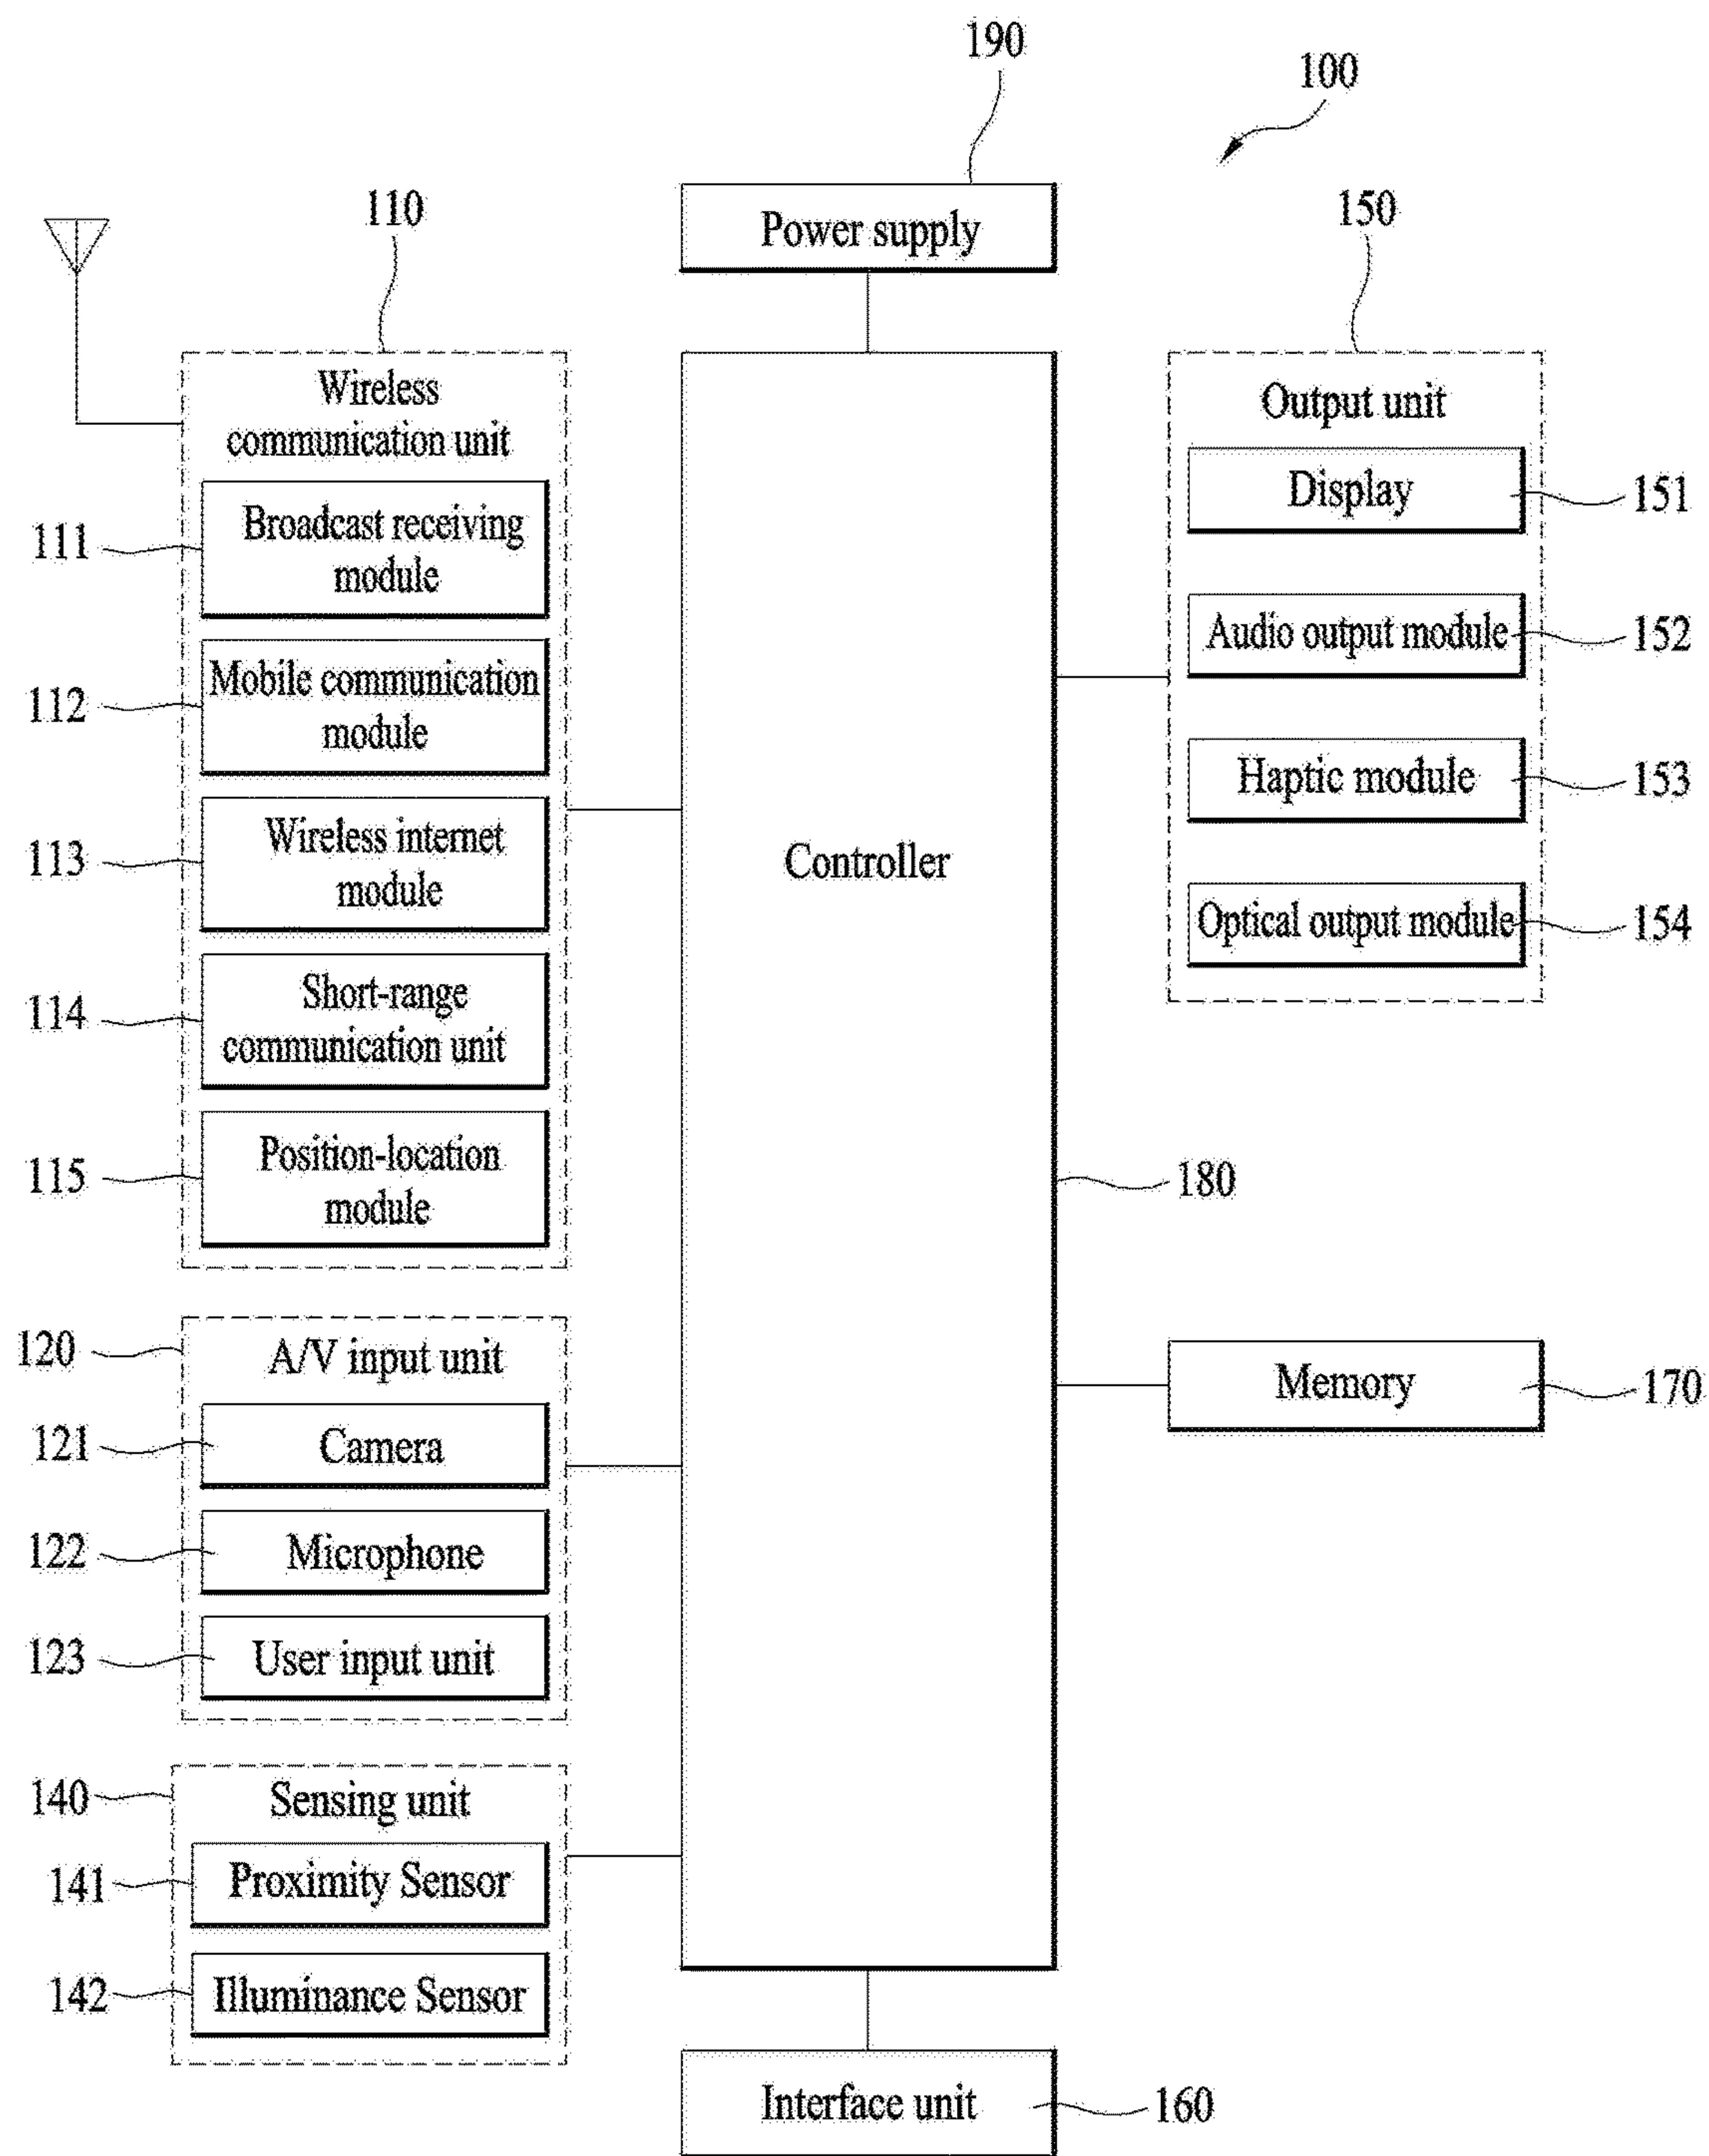 190
100
Power supply
110
150
Wireless
communication unit
111
Broadcast receiving
module
112
Mobile communication
module
113
Wireless internet
module
114
Short-range
communication unit
115
Position-location
module
120
A/V input unit
121
Camera
122
Microphone
123
User input unit
140
Sensing unit
141
Proximity Sensor
142
Illuminance Sensor
Controller
180
Output unit
Display
151
Audio output module
152
Haptic module
153
Optical output module
154
Memory
170
Interface unit
160